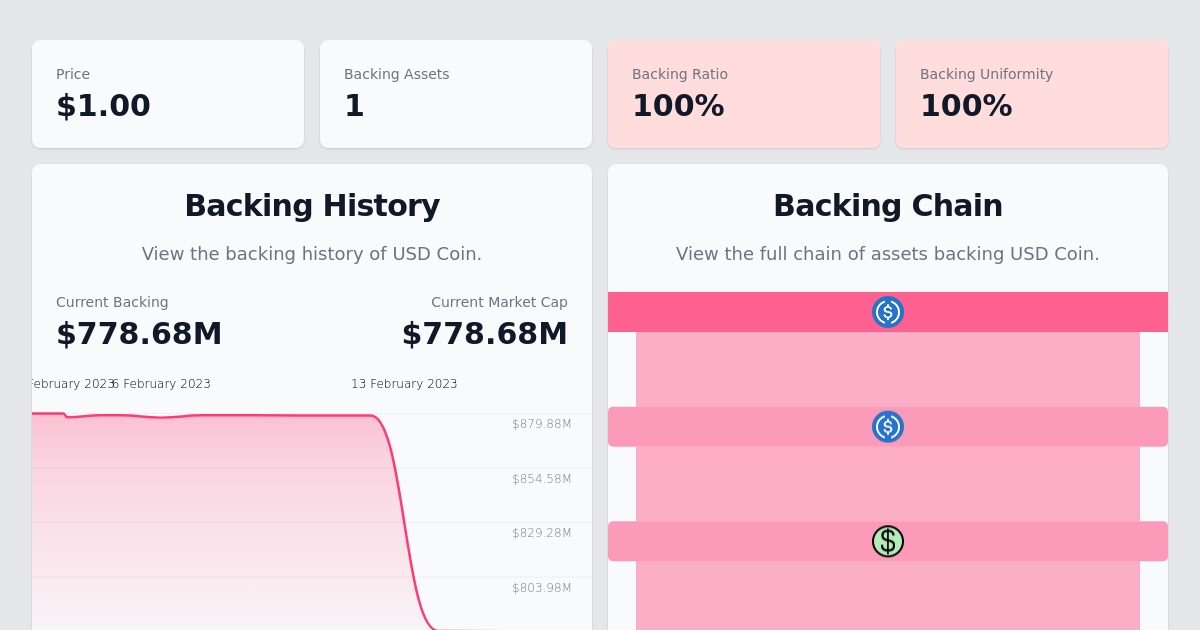 Price
$1.00
Backing Assets
1
Backing Ratio
100%
Backing Uniformity
100%
Backing History
View the backing history of USD Coin.
Current Backing
$778.68M
Current Market Cap
$778.68M
February 2023
6 February 2023
13 February 2023
$879.88M
$854.58M
$829.28M
$803.98M
Backing Chain
View the full chain of assets backing USD Coin.
$
$
$